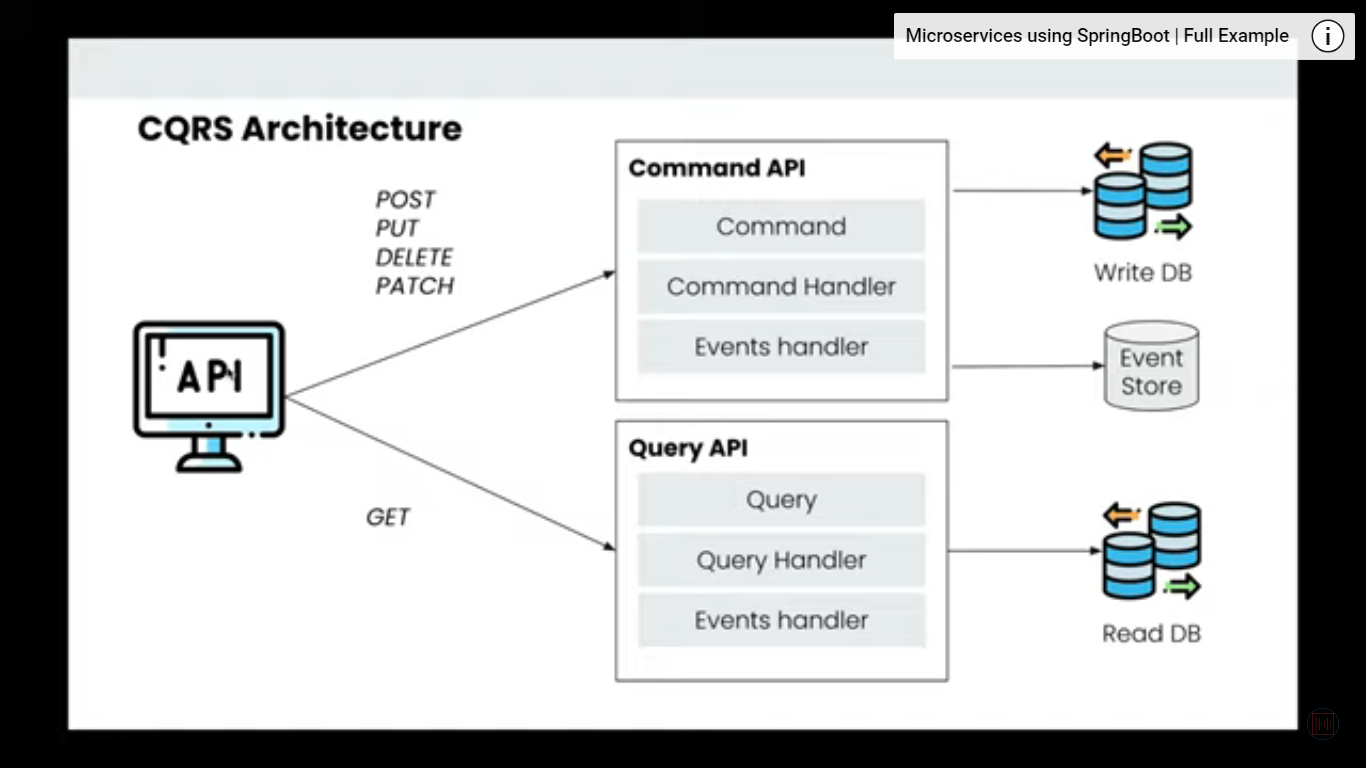 Microservices using SpringBoot | Full Example
CQRS Architecture
POST
PUT
DELETE
PATCH
API
GET
Command API
Command
Command Handler
Events handler
Query API
Query
Query Handler
Events handler
Write DB
Event
Store
Read DB